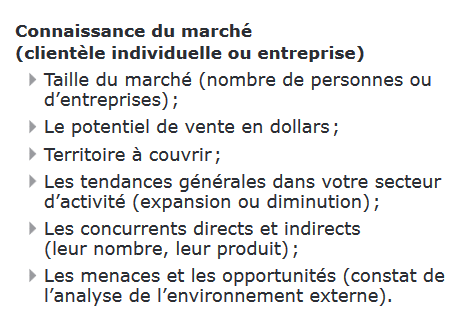 Connaissance du marché
(clientèle individuelle ou entreprise)
Taille du marché (nombre de personnes ou
d’entreprises) ;
Le potentiel de vente en dollars ;
Territoire à couvrir ;
Les tendances générales dans votre secteur
d’activité (expansion ou diminution) ;
Les concurrents directs et indirects
(leur nombre, leur produit) ;
Les menaces et les opportunités (constat de
l’analyse de l’environnement externe).